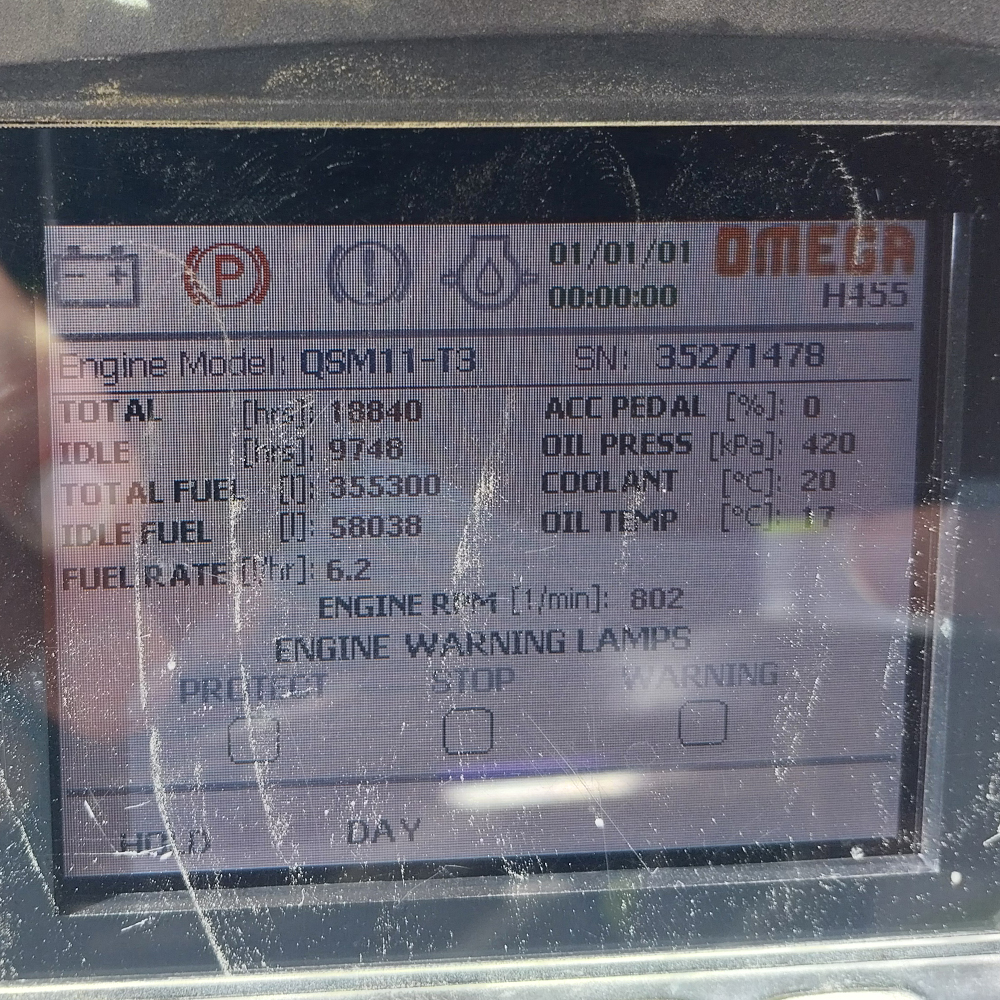 P 01/01/01 OMEGA
00:00:00 H455
Engine Model: QSM11-T3 SN: 35271478
TOTAL [hrs]: 18840 ACC PEDAL [%]: 0
IDLE [hrs]: 9748 OIL PRESS [kPa]: 420
TOTAL FUEL [l]: 355300 COOLANT [°C]: 20
IDLE FUEL [l]: 58038 OIL TEMP [°C]: 17
FUEL RATE [l/hr]: 6.2
ENGINE RPM [1/min]: 802
ENGINE WARNING LAMPS
PROTECT STOP WARNING
HOLD DAY